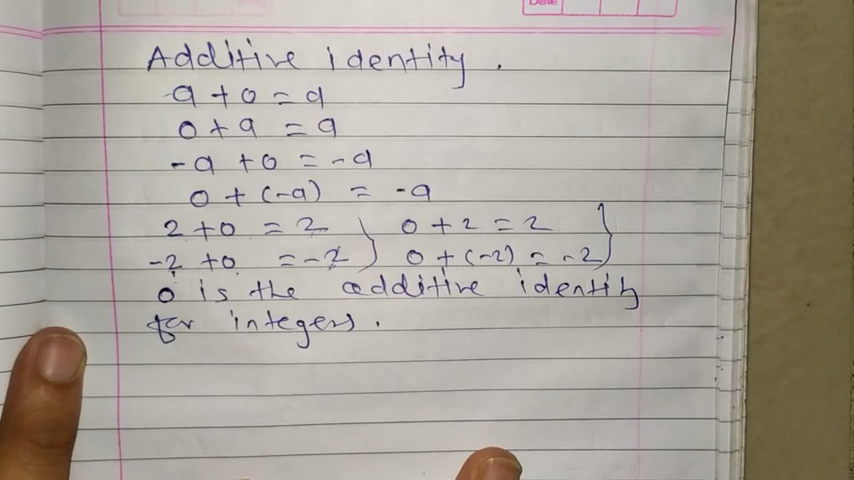 Date
Additive identity.
a + 0 = a
0 + a = a
-a + 0 = -a
0 + (-a) = -a
2 + 0 = 2 } 0 + 2 = 2 }
-2 + 0 = -2 } 0 + (-2) = -2 }
0 is the additive identity
for integers.